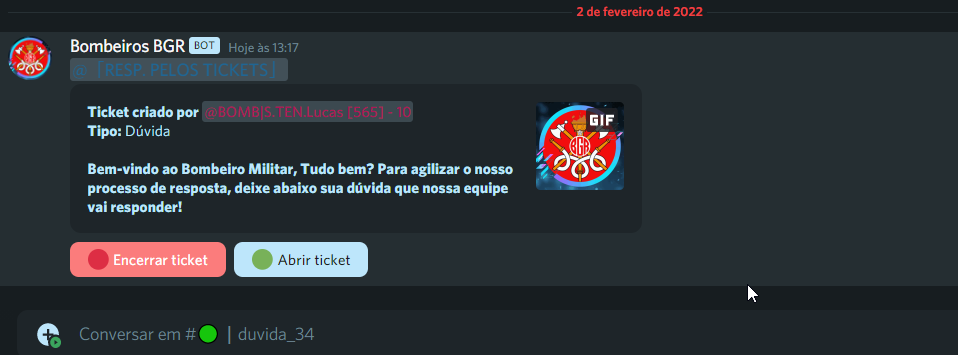 2 de fevereiro de 2022
Bombeiros BGR BOT Hoje às 13:17
@ [RESP. PELOS TICKETS]
Ticket criado por @BOMB|S.TEN.Lucas [S6S] - 10
Tipo: Dúvida
GIF
BGR
Bem-vindo ao Bombeiro Militar, Tudo bem? Para agilizar o nosso
processo de resposta, deixe abaixo sua dúvida que nossa equipe
vai responder!
Encerrar ticket
Abrir ticket
Conversar em # | duvida_34